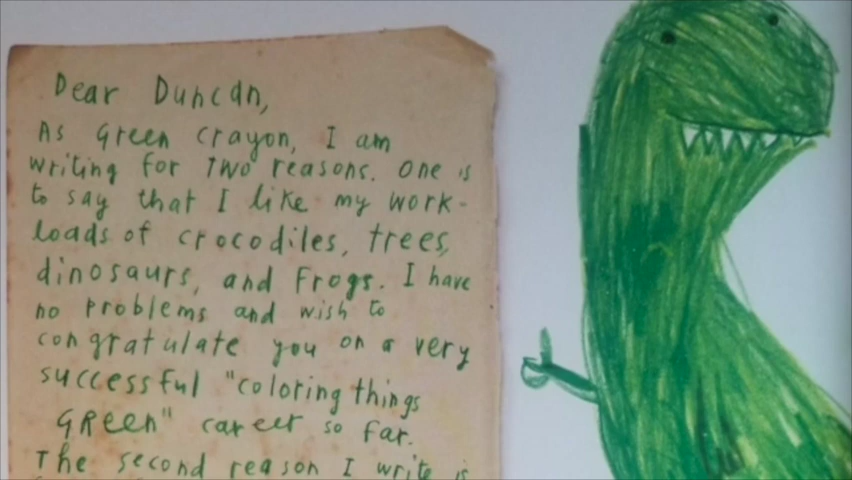 Dear Duncan,
As Green crayon, I am
writing for Two reasons. One is
to say that I like my work-
loads of crocodiles, trees,
dinosaurs, and Frogs. I have
no problems and wish to
congratulate you on a very
successful "coloring things
GReen" career so far.
The second reason I write is